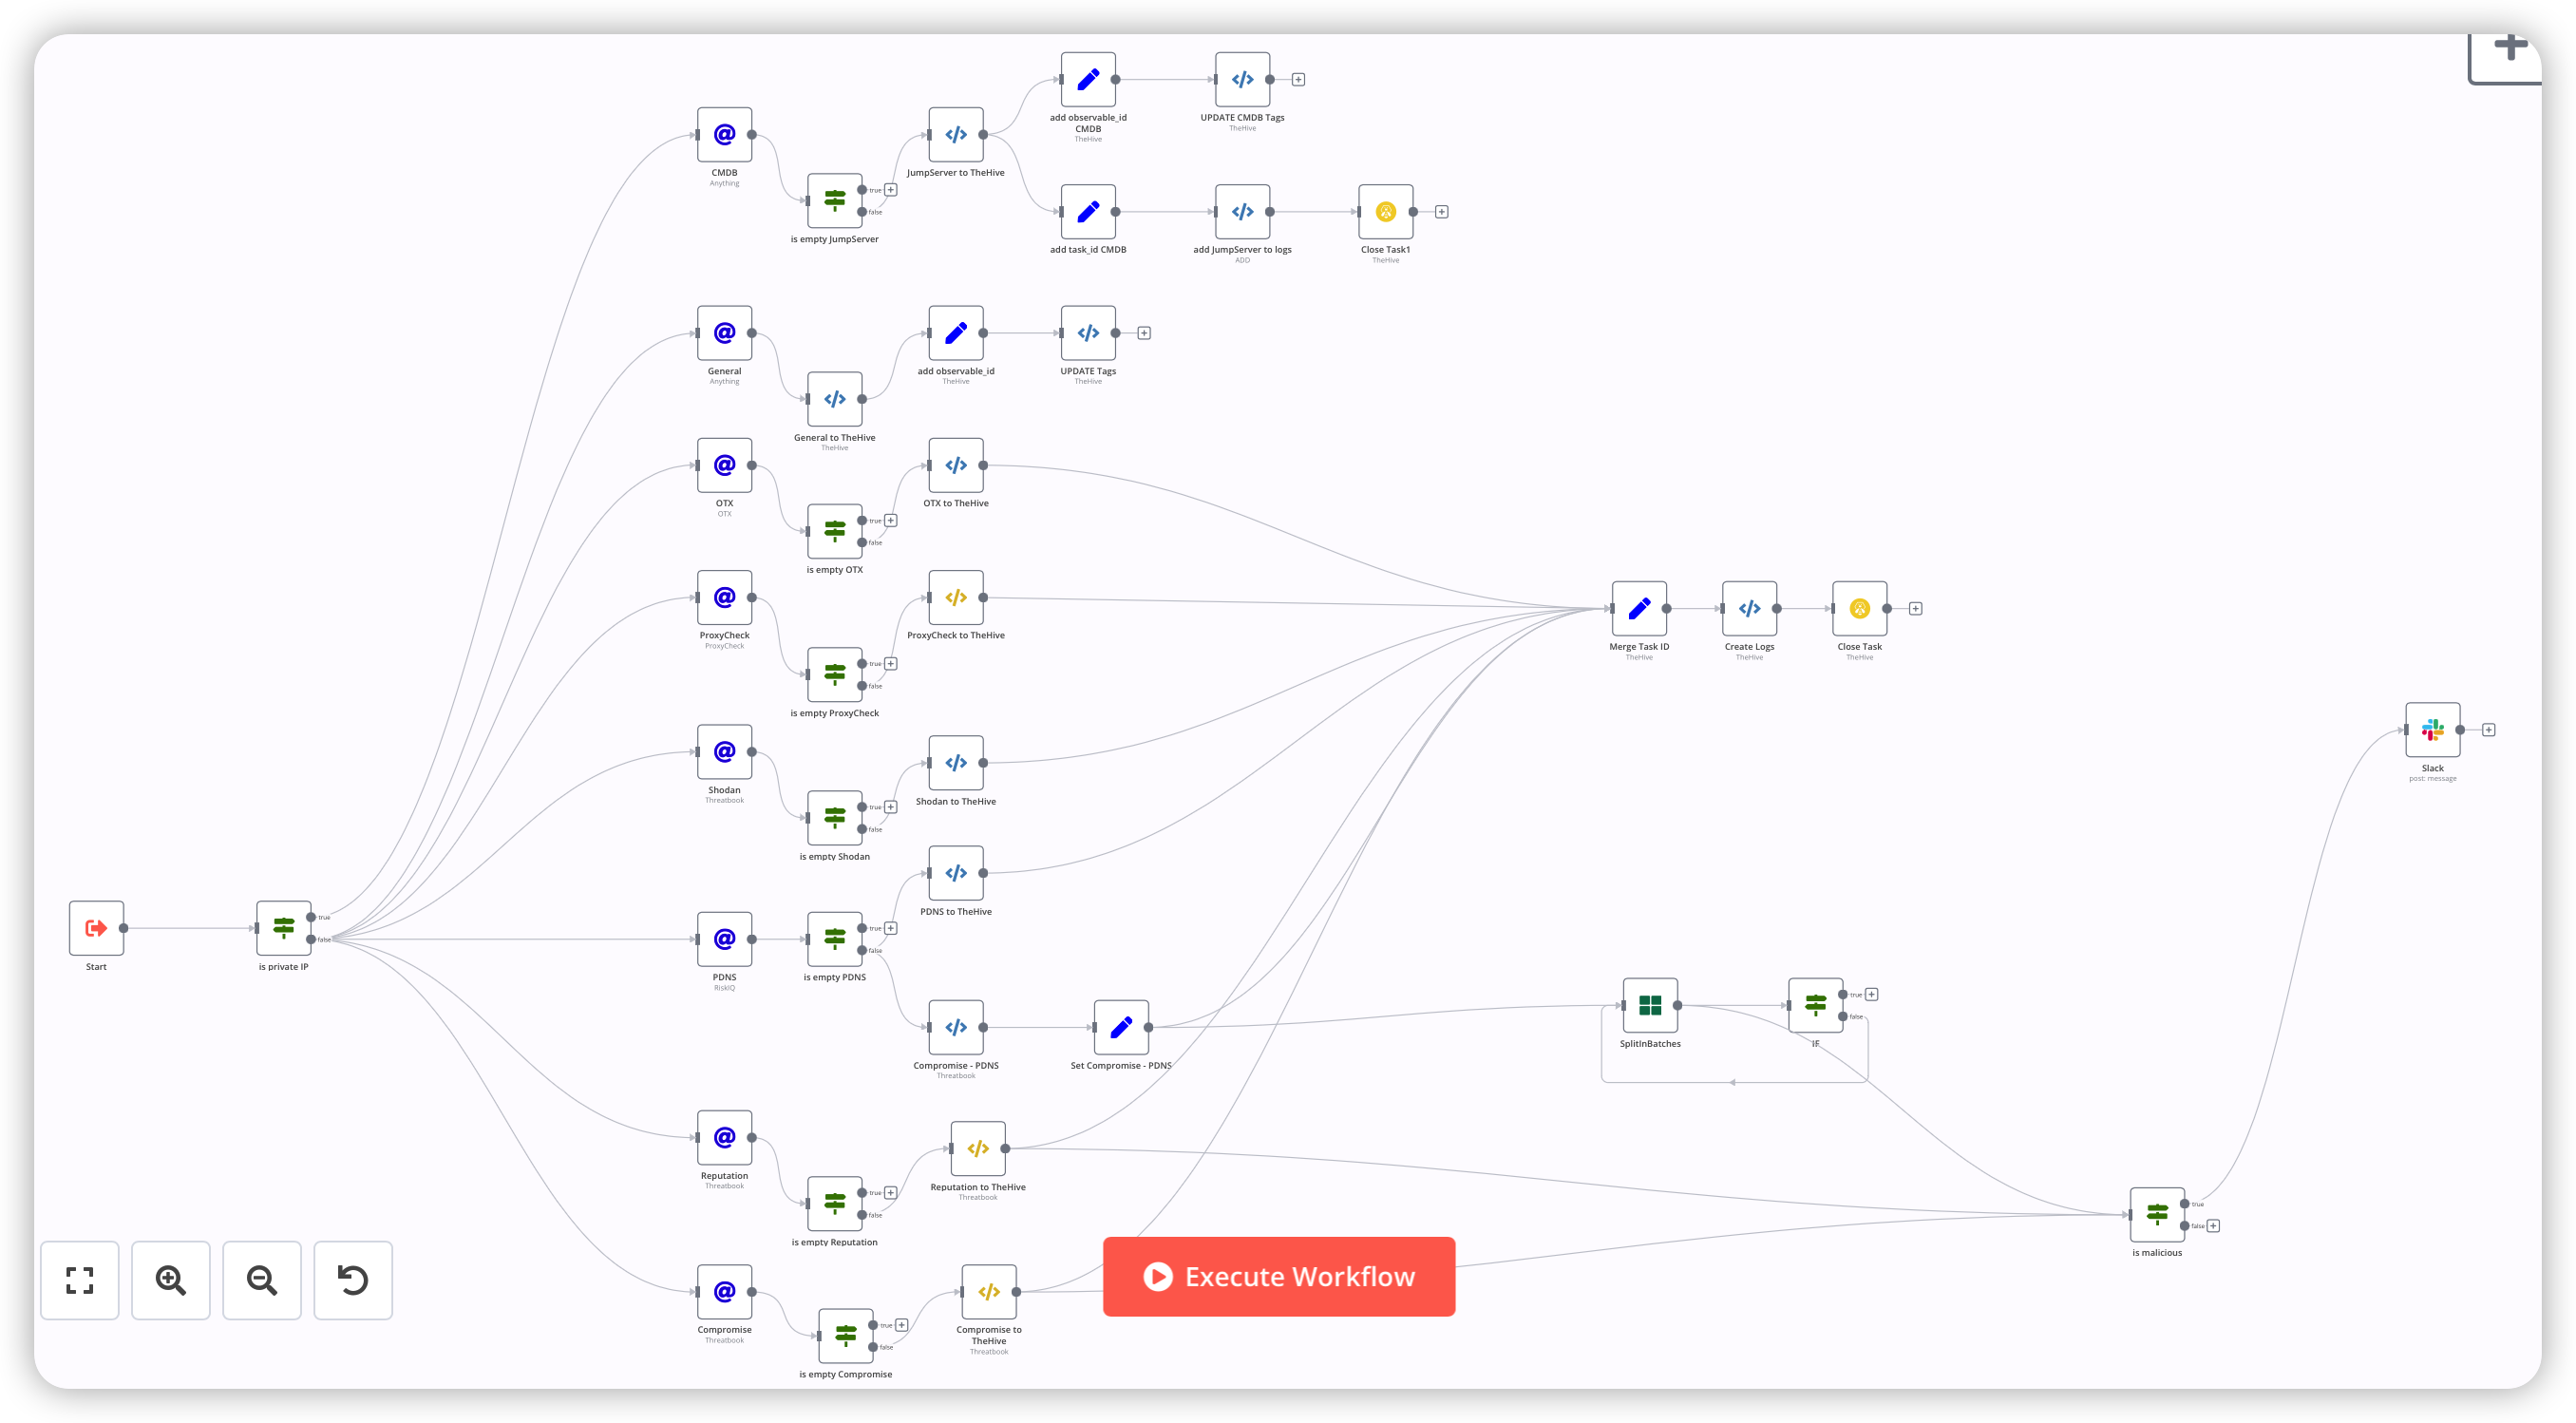 add observable_id
CMDB
TheHive
UPDATE CMDB Tags
TheHive
CMDB
Anything
true
false
is empty JumpServer
JumpServer to TheHive
add task_id CMDB
add JumpServer to logs
ADD
Close Task1
TheHive
General
Anything
General to TheHive
TheHive
add observable_id
TheHive
UPDATE Tags
TheHive
OTX
OTX
true
false
is empty OTX
OTX to TheHive
ProxyCheck
ProxyCheck
true
false
is empty ProxyCheck
ProxyCheck to TheHive
Merge Task ID
TheHive
Create Logs
TheHive
Close Task
TheHive
Shodan
Threatbook
true
false
is empty Shodan
Shodan to TheHive
Slack
post: message
Start
true
false
is private IP
PDNS
RiskIQ
true
false
is empty PDNS
PDNS to TheHive
Compromise - PDNS
Threatbook
Set Compromise - PDNS
SplitInBatches
true
false
IF
Reputation
Threatbook
true
false
is empty Reputation
Reputation to TheHive
Threatbook
true
false
is malicious
Compromise
Threatbook
true
false
is empty Compromise
Compromise to
TheHive
Threatbook
Execute Workflow